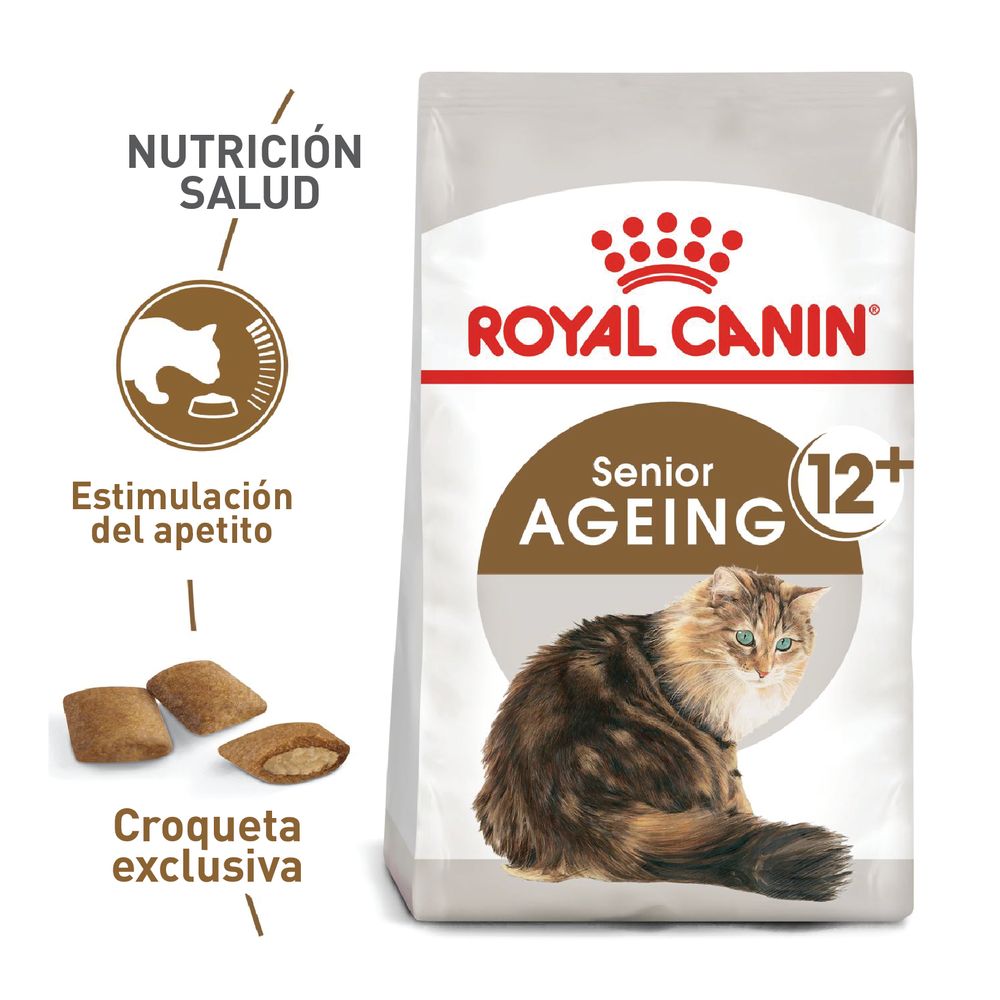 NUTRICIÓN
SALUD
Estimulación
del apetito
Croqueta
exclusiva
ROYAL CANIN®
Senior
AGEING
12+